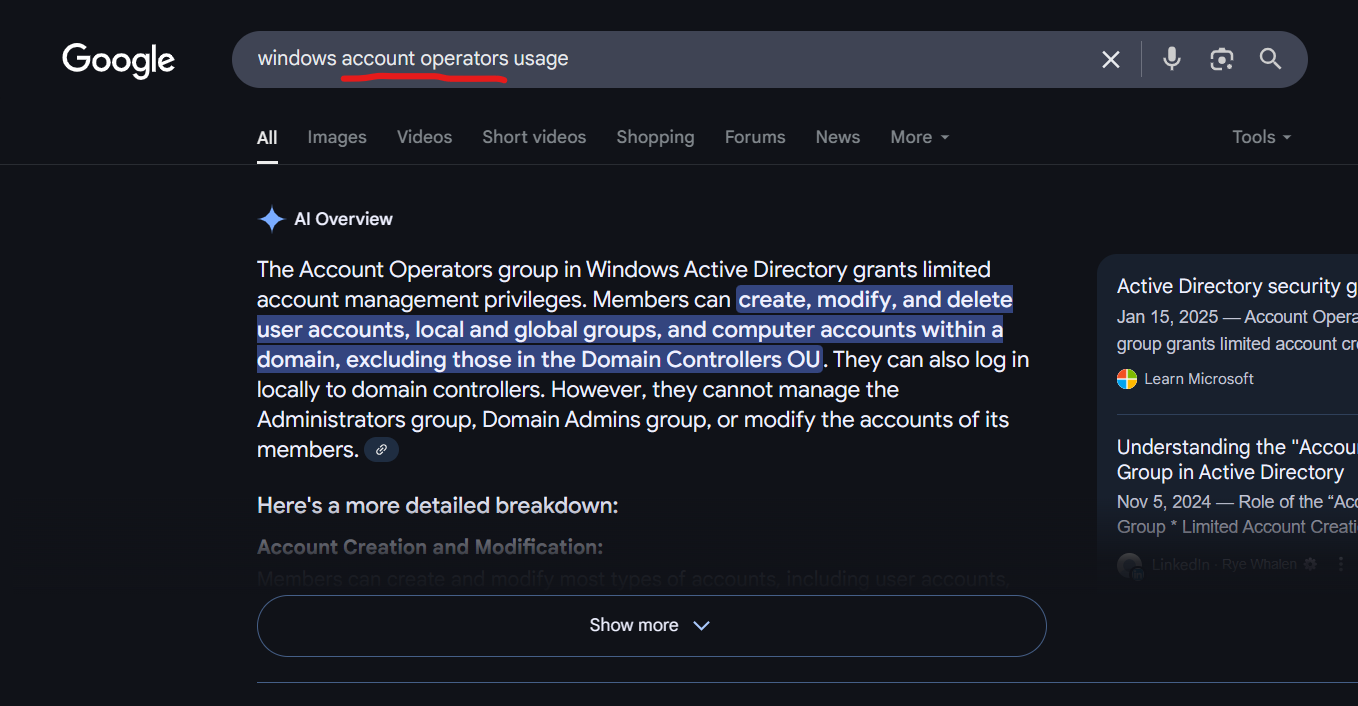 Google
windows account operators usage
All
Images
Videos
Short videos
Shopping
Forums
News
More
Tools
AI Overview
The Account Operators group in Windows Active Directory grants limited
account management privileges. Members can create, modify, and delete
user accounts, local and global groups, and computer accounts within a
domain, excluding those in the Domain Controllers OU. They can also log in
locally to domain controllers. However, they cannot manage the
Administrators group, Domain Admins group, or modify the accounts of its
members.
Here's a more detailed breakdown:
Account Creation and Modification:
Members can create and modify most types of accounts, including user accounts,
Show more
Active Directory security g
Jan 15, 2025 — Account Opera
group grants limited account cr
Learn Microsoft
Understanding the "Accou
Group in Active Directory
Nov 5, 2024 — Role of the “Acc
Group * Limited Account Creati
LinkedIn · Rye Whalen